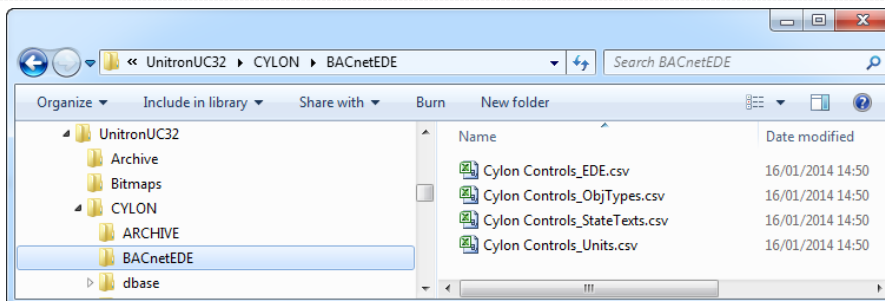 « UnitronUC32 ▸ CYLON ▸ BACnetEDE
Search BACnetEDE
Organize ▾ Include in library ▾ Share with ▾ Burn New folder
UnitronUC32
Archive
Bitmaps
CYLON
ARCHIVE
BACnetEDE
dbase
Name Date modified
Cylon Controls_EDE.csv 16/01/2014 14:50
Cylon Controls_ObjTypes.csv 16/01/2014 14:50
Cylon Controls_StateTexts.csv 16/01/2014 14:50
Cylon Controls_Units.csv 16/01/2014 14:50